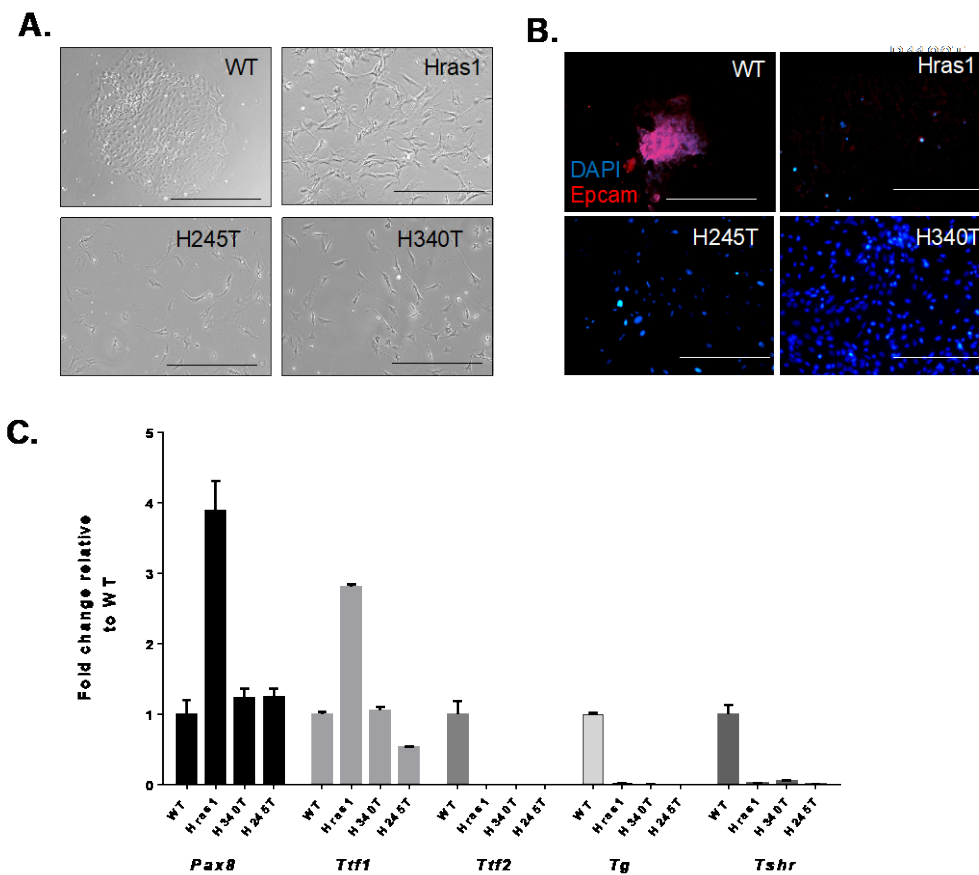 A.
WT
Hras1
H245T
H340T
B.
WT
Hras1
DAPI
Epcam
H245T
H340T
C.
Fold change relative
to WT
5
4
3
2
1
0
WT Hras1 H340T H245T WT Hras1 H340T H245T WT Hras1 H340T H245T WT Hras1 H340T H245T WT Hras1 H340T H245T
Pax8 Ttf1 Ttf2 Tg Tshr